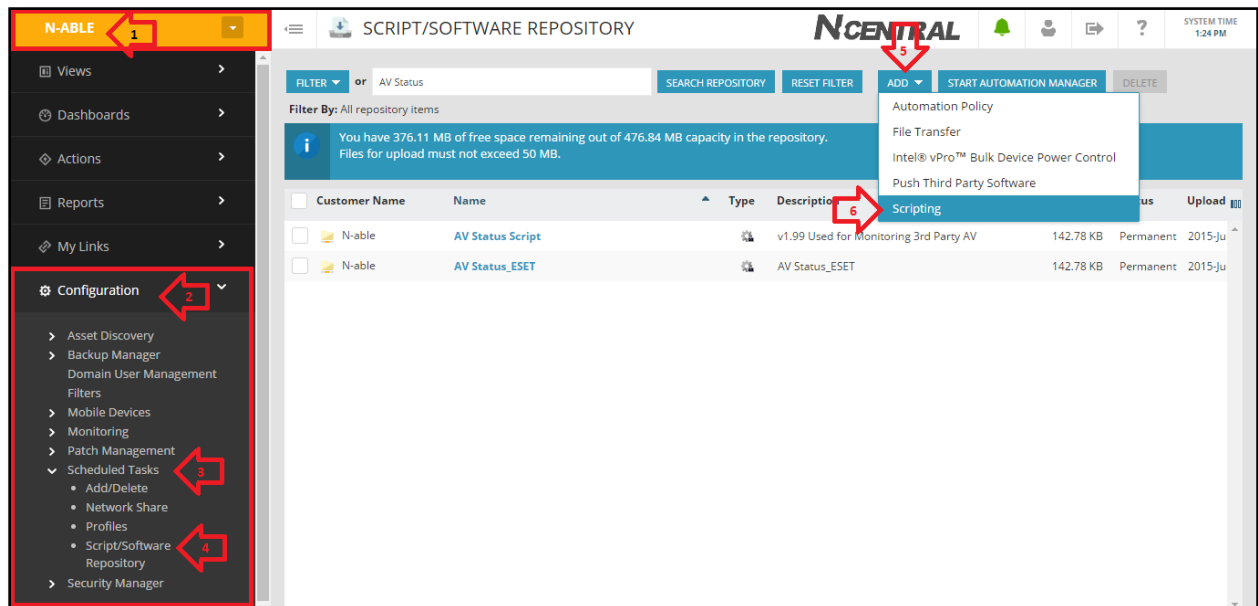 N-ABLE
1
SCRIPT/SOFTWARE REPOSITORY
NCENTRAL
?
SYSTEM TIME
1:24 PM
5
Views
Dashboards
Actions
Reports
My Links
Configuration
2
Asset Discovery
Backup Manager
Domain User Management
Filters
Mobile Devices
Monitoring
Patch Management
Scheduled Tasks
3
Add/Delete
Network Share
Profiles
Script/Software
Repository
4
Security Manager
FILTER or AV Status SEARCH REPOSITORY RESET FILTER ADD START AUTOMATION MANAGER DELETE
Filter By: All repository items
You have 376.11 MB of free space remaining out of 476.84 MB capacity in the repository.
Files for upload must not exceed 50 MB.
Automation Policy
File Transfer
Intel® vPro™ Bulk Device Power Control
Push Third Party Software
Scripting
6
Customer Name Name Type Description tus Upload
N-able AV Status Script v1.99 Used for Monitoring 3rd Party AV 142.78 KB Permanent 2015-Ju
N-able AV Status_ESET AV Status_ESET 142.78 KB Permanent 2015-Ju